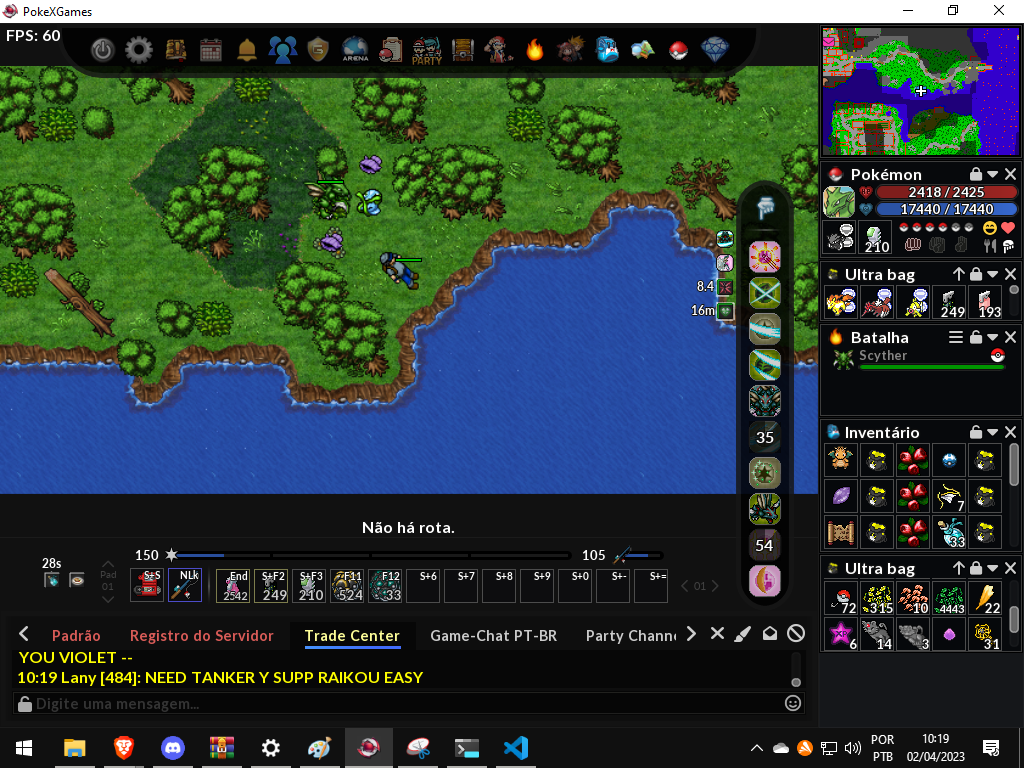 PokeXGames
FPS: 60
ARENA
PARTY
Pokémon
2418 / 2425
17440 / 17440
210
Ultra bag
249
193
8.4
16m
Batalha
Scyther
35
Inventário
7
33
54
Não há rota.
28s
150
105
Pad
01
S+S
NLk
End
2542
S+F2
249
S+F3
210
F11
524
F12
33
S+6
S+7
S+8
S+9
S+0
S+-
S+=
01
Ultra bag
72
315
10
4443
22
6
14
3
31
Padrão
Registro do Servidor
Trade Center
Game-Chat PT-BR
Party Chann
YOU VIOLET --
10:19 Lany [484]: NEED TANKER Y SUPP RAIKOU EASY
Digite uma mensagem...
POR
PTB
10:19
02/04/2023